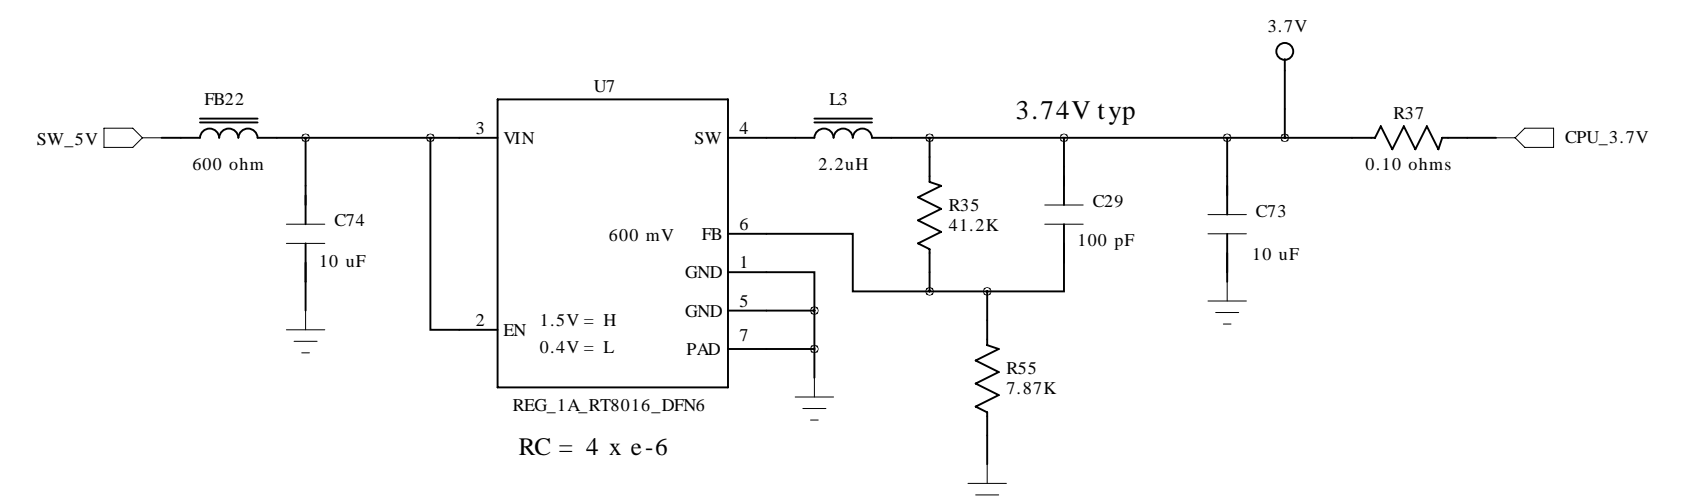 3.7V
FB22
U7
L3
3.74V typ
R37
SW_5V
3
VIN
SW
4
CPU_3.7V
600 ohm
2.2uH
0.10 ohms
C74
10 uF
R35
41.2K
C29
100 pF
C73
10 uF
600 mV
FB
6
GND
1
GND
5
2
EN
1.5V = H
0.4V = L
PAD
7
R55
7.87K
REG_1A_RT8016_DFN6
RC = 4 x e-6